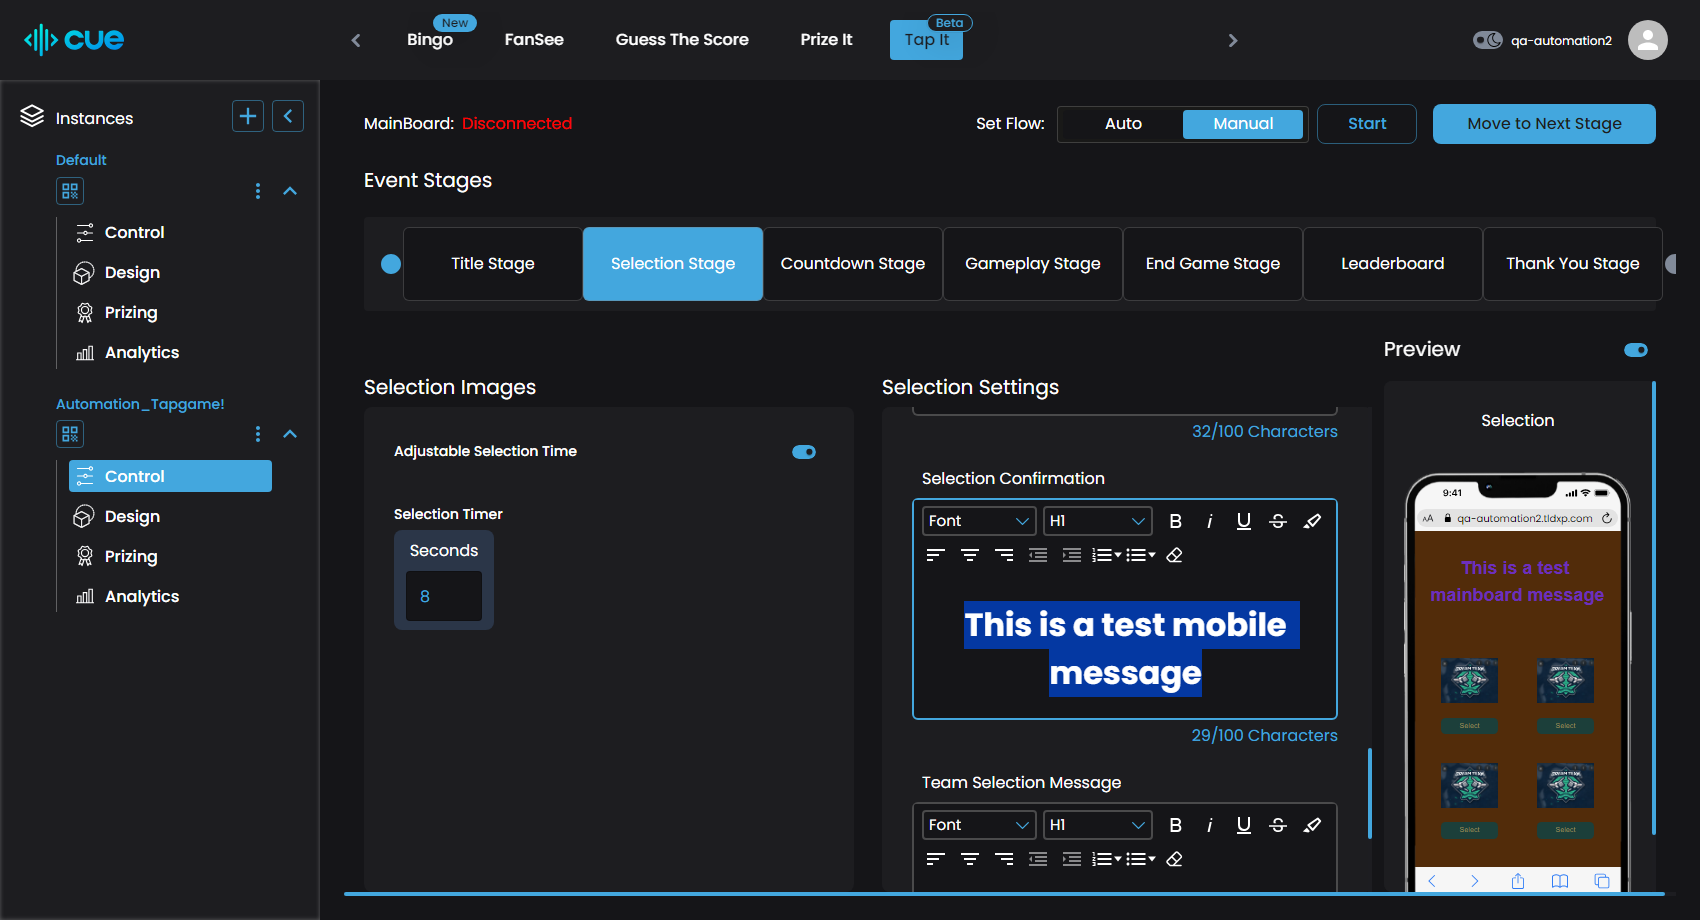 cue
New
Bingo
FanSee
Guess The Score
Prize It
Beta
Tap It
qa-automation2
Instances
Default
Control
Design
Prizing
Analytics
Automation_Tapgame!
Control
Design
Prizing
Analytics
MainBoard: Disconnected
Set Flow:
Auto
Manual
Start
Move to Next Stage
Event Stages
Title Stage
Selection Stage
Countdown Stage
Gameplay Stage
End Game Stage
Leaderboard
Thank You Stage
Selection Images
Adjustable Selection Time
Selection Timer
Seconds
8
Selection Settings
32/100 Characters
Selection Confirmation
Font
H1
B i U S
This is a test mobile
message
29/100 Characters
Team Selection Message
Font
H1
B i U S
Preview
Selection
9:41
AA qa-automation2.tldxp.com
This is a test
mainboard message
Select
Select
Select
Select